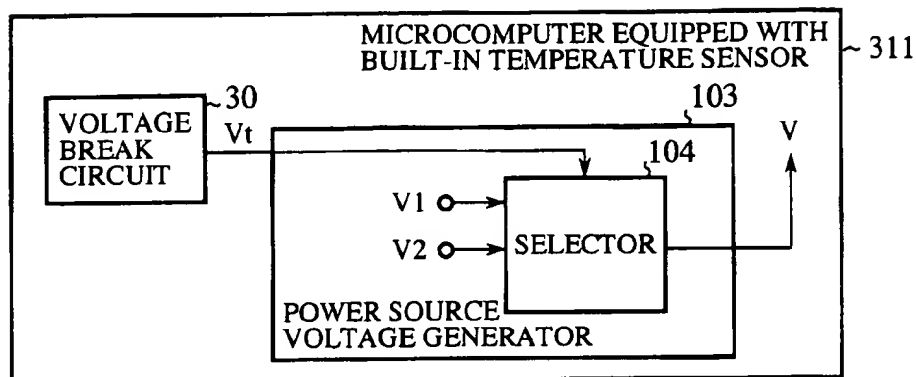 MICROCOMPUTER EQUIPPED WITH
BUILT-IN TEMPERATURE SENSOR
311
30
VOLTAGE
BREAK
CIRCUIT
Vt
103
104
V
V1
V2
SELECTOR
POWER SOURCE
VOLTAGE GENERATOR